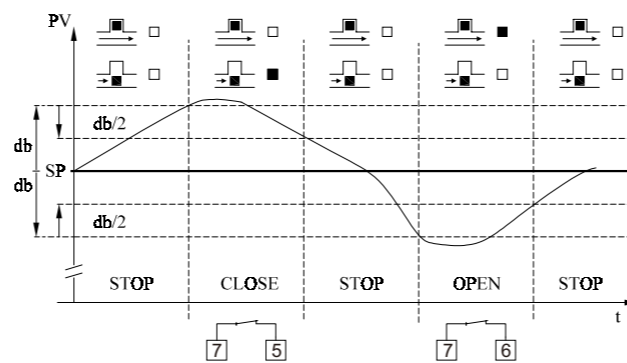 PV
db/2
db
SP
db
db/2
STOP CLOSE STOP OPEN STOP
t
7 5 7 6